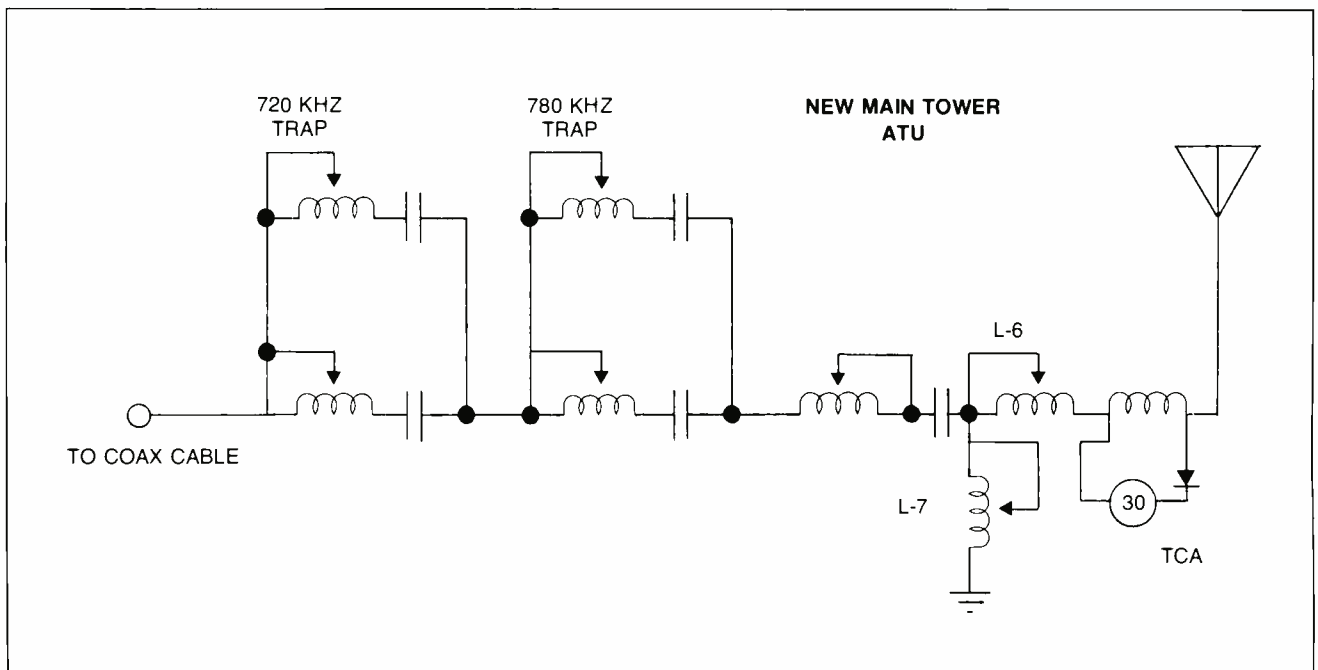 720 KHZ
TRAP
780 KHZ
TRAP
NEW MAIN TOWER
ATU
L-6
TO COAX CABLE
L-7
30
TCA